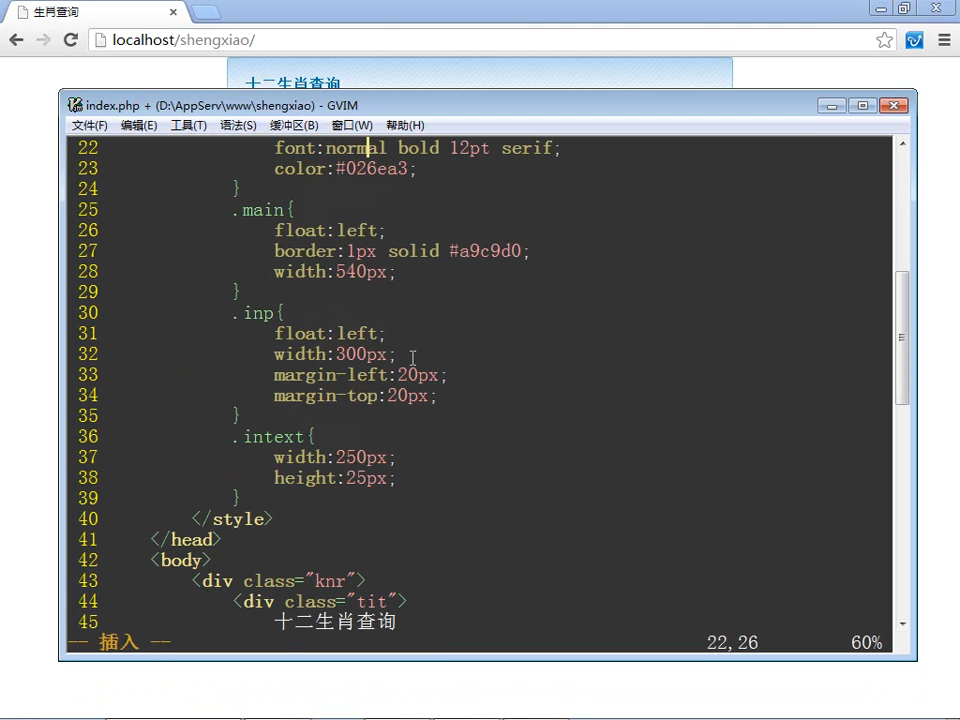 生肖查询
localhost/shengxiao/
十二生肖查询
index.php + (D:\AppServ\www\shengxiao) - GVIM
文件(F) 编辑(E) 工具(T) 语法(S) 缓冲区(B) 窗口(W) 帮助(H)
22 font:normal bold 12pt serif;
23 color:#026ea3;
24 }
25 .main{
26 float:left;
27 border:1px solid #a9c9d0;
28 width:540px;
29 }
30 .inp{
31 float:left;
32 width:300px;
33 margin-left:20px;
34 margin-top:20px;
35 }
36 .intext{
37 width:250px;
38 height:25px;
39 }
40 </style>
41 </head>
42 <body>
43 <div class="knr">
44 <div class="tit">
45 十二生肖查询
-- 插入 -- 22,26 60%